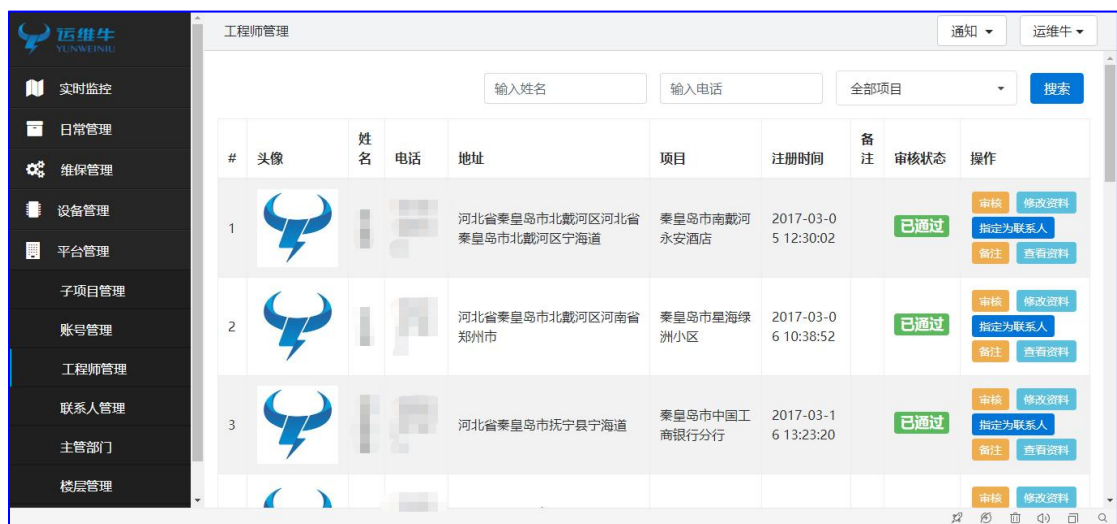 运维牛
YUNWEINIU
工程师管理
通知
运维牛
实时监控
日常管理
维保管理
设备管理
平台管理
子项目管理
账号管理
工程师管理
联系人管理
主管部门
楼层管理
输入姓名
输入电话
全部项目
搜索
#
头像
姓
名
电话
地址
项目
注册时间
备
注
审核状态
操作
1
河北省秦皇岛市北戴河区河北省
秦皇岛市北戴河区宁海道
秦皇岛市南戴河
永安酒店
2017-03-0
5 12:30:02
已通过
审核 修改资料
指定为联系人
备注 查看资料
2
河北省秦皇岛市北戴河区河南省
郑州市
秦皇岛市星海绿
洲小区
2017-03-0
6 10:38:52
已通过
审核 修改资料
指定为联系人
备注 查看资料
3
河北省秦皇岛市抚宁县宁海道
秦皇岛市中国工
商银行分行
2017-03-1
6 13:23:20
已通过
审核 修改资料
指定为联系人
备注 查看资料
审核 修改资料